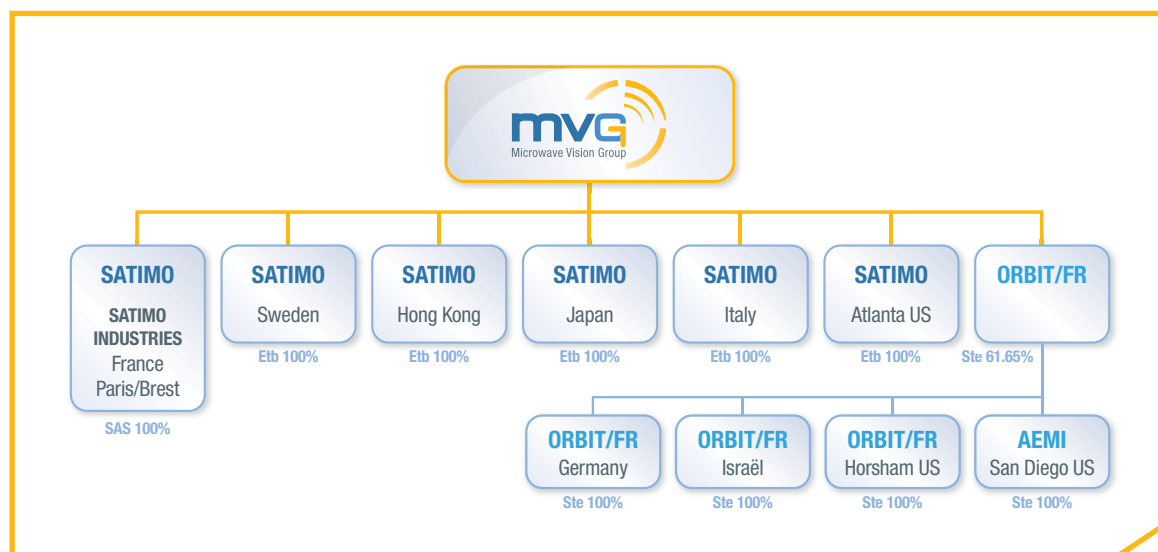 mvg
Microwave Vision Group
SATIMO
SATIMO
INDUSTRIES
France
Paris/Brest
SAS 100%
SATIMO
Sweden
Etb 100%
SATIMO
Hong Kong
Etb 100%
SATIMO
Japan
Etb 100%
SATIMO
Italy
Etb 100%
SATIMO
Atlanta US
Etb 100%
ORBIT/FR
Ste 61.65%
ORBIT/FR
Germany
Ste 100%
ORBIT/FR
Israël
Ste 100%
ORBIT/FR
Horsham US
Ste 100%
AEMI
San Diego US
Ste 100%